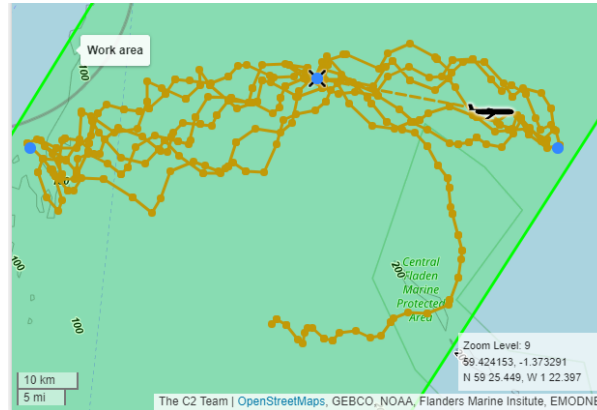 Work area
100
100
100
100
200
Central
Fladen
Marine
Protected
Area
Zoom Level: 9
59.424153, -1.373291
N 59 25.449, W 1 22.397
10 km
5 mi
The C2 Team | OpenStreetMaps, GEBCO, NOAA, Flanders Marine Insitute, EMODNE